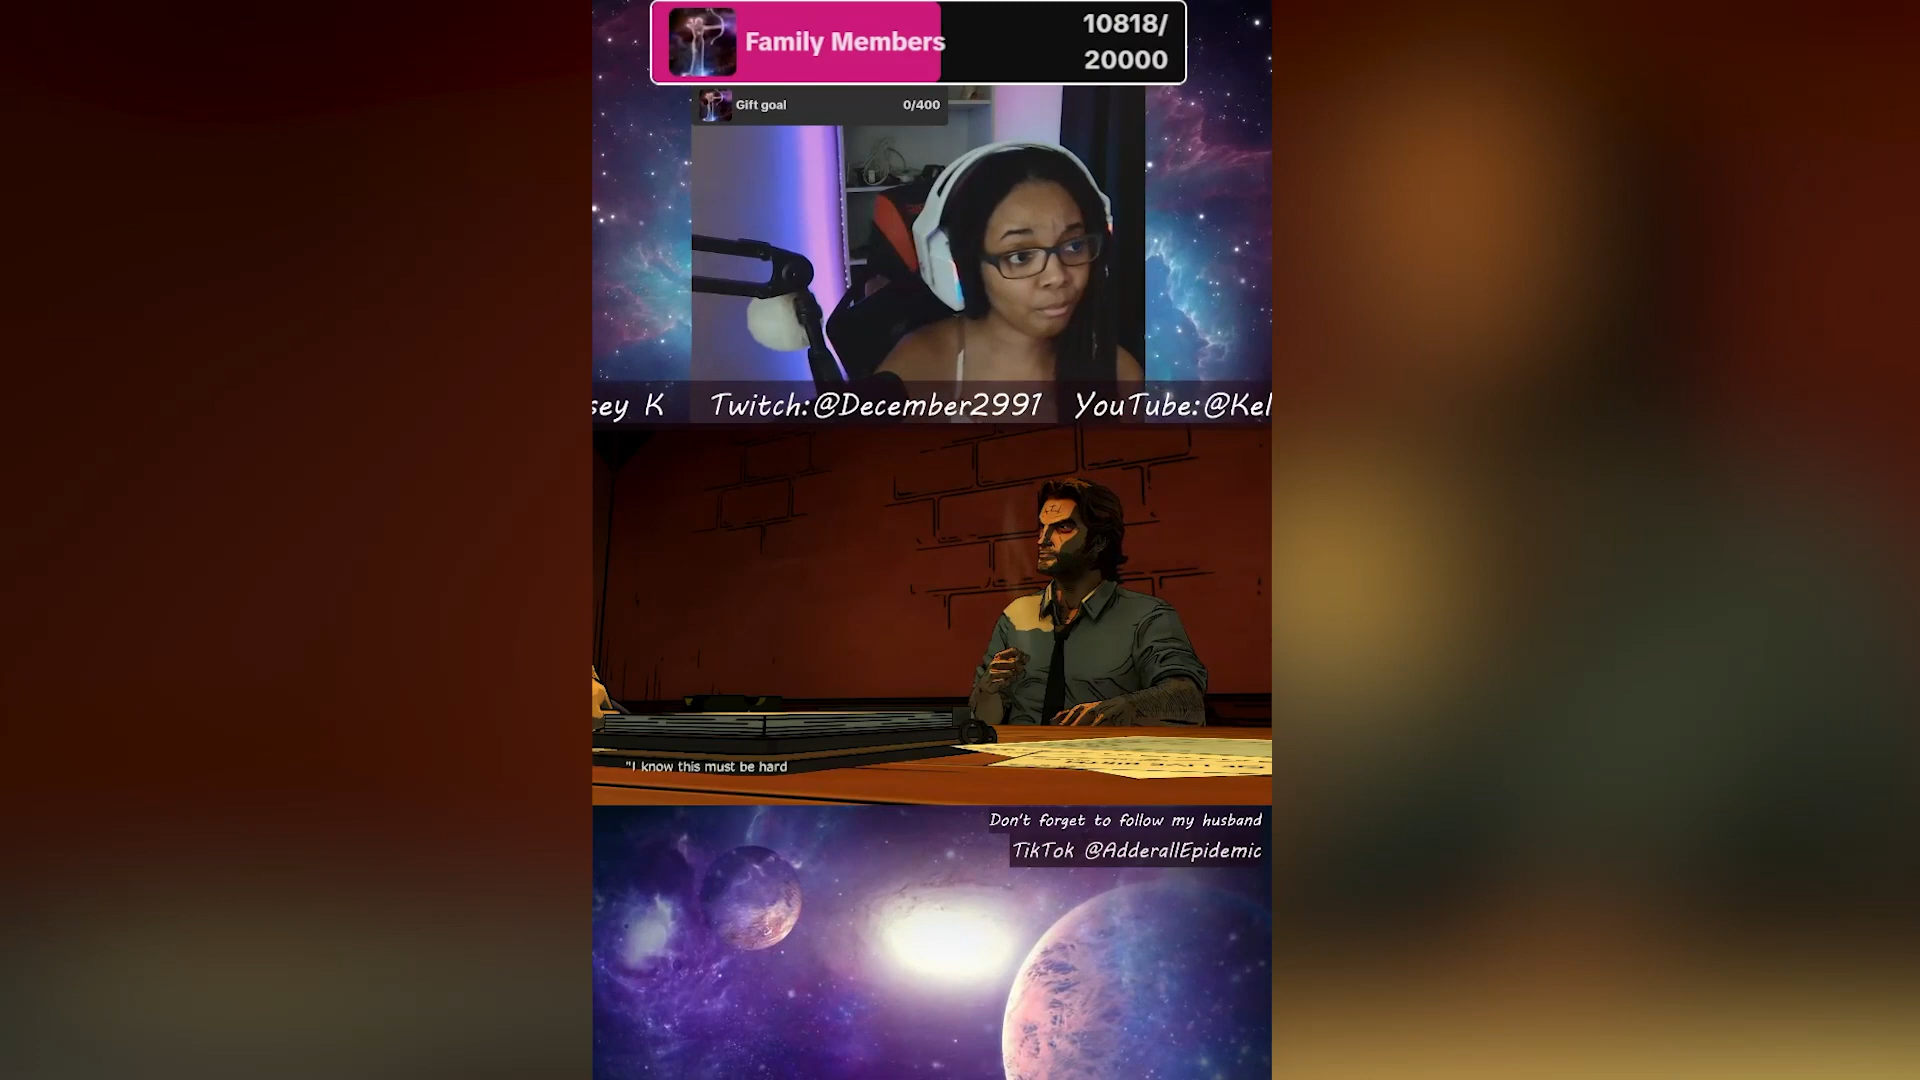 Family Members
10818/
20000
Gift goal
0/400
sey K Twitch:@December2991 YouTube:@Kel
"I know this must be hard
Don't forget to follow my husband
TikTok @AdderallEpidemic